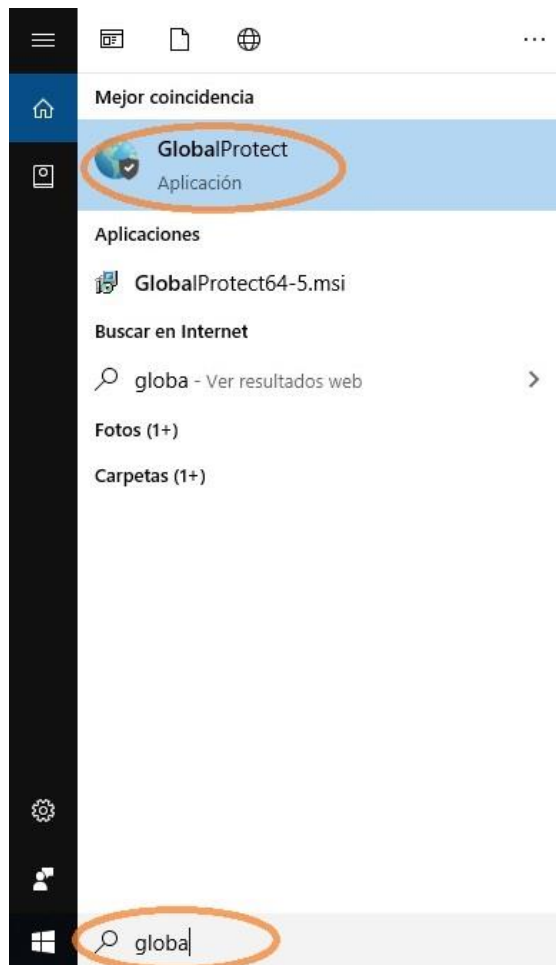 ...
Mejor coincidencia
GlobalProtect
Aplicación
Aplicaciones
GlobalProtect64-5.msi
Buscar en Internet
globa - Ver resultados web
Fotos (1+)
Carpetas (1+)
globa